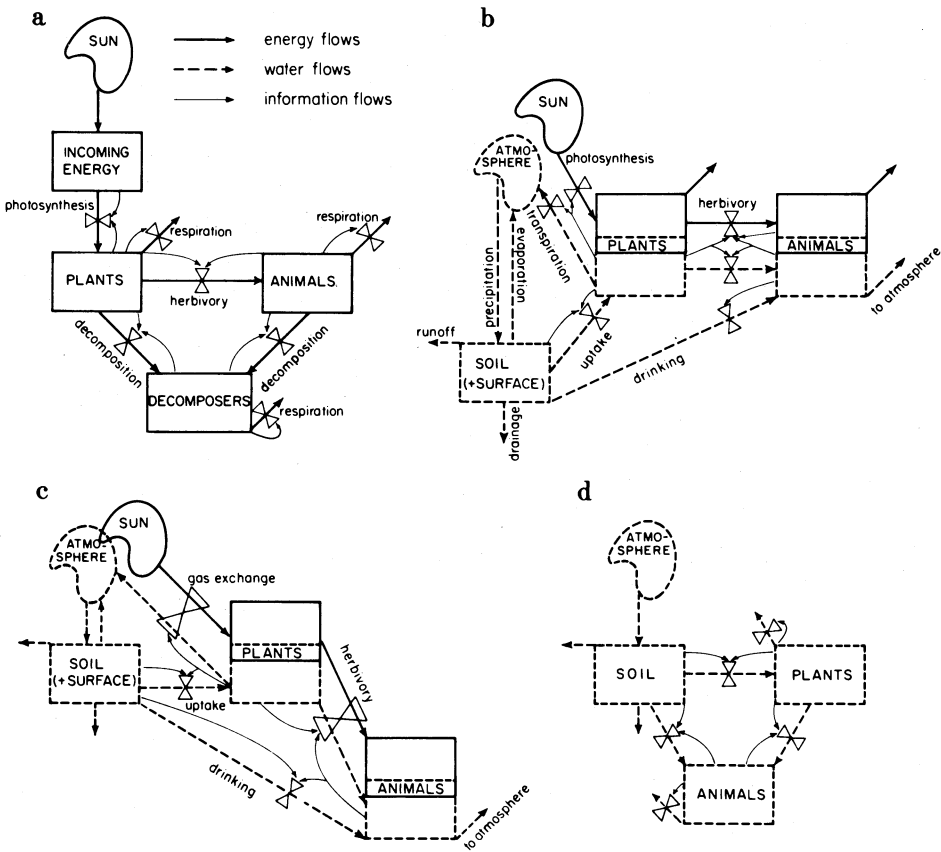 a
SUN
energy flows
water flows
information flows
INCOMING
ENERGY
photosynthesis
respiration
respiration
PLANTS
ANIMALS.
herbivory
decomposition
decomposition
DECOMPOSERS
respiration
b
SUN
ATMO-
SPHERE
photosynthesis
transpiration
evaporation
precipitation
herbivory
PLANTS
ANIMALS
to atmosphere
runoff
SOIL
(+SURFACE)
uptake
drinking
drainage
c
SUN
ATMO-
SPHERE
gas exchange
PLANTS
herbivory
SOIL
(+SURFACE)
uptake
drinking
ANIMALS
to atmosphere
d
ATMO-
SPHERE
SOIL
PLANTS
ANIMALS